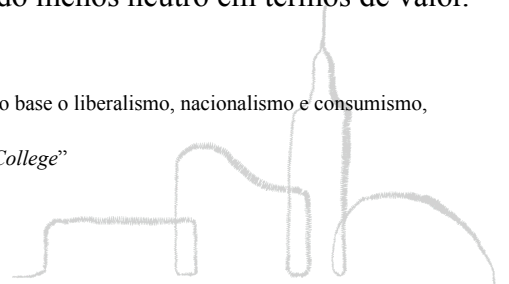 do menos neutro em termos de valor.
o base o liberalismo, nacionalismo e consumismo,
College”